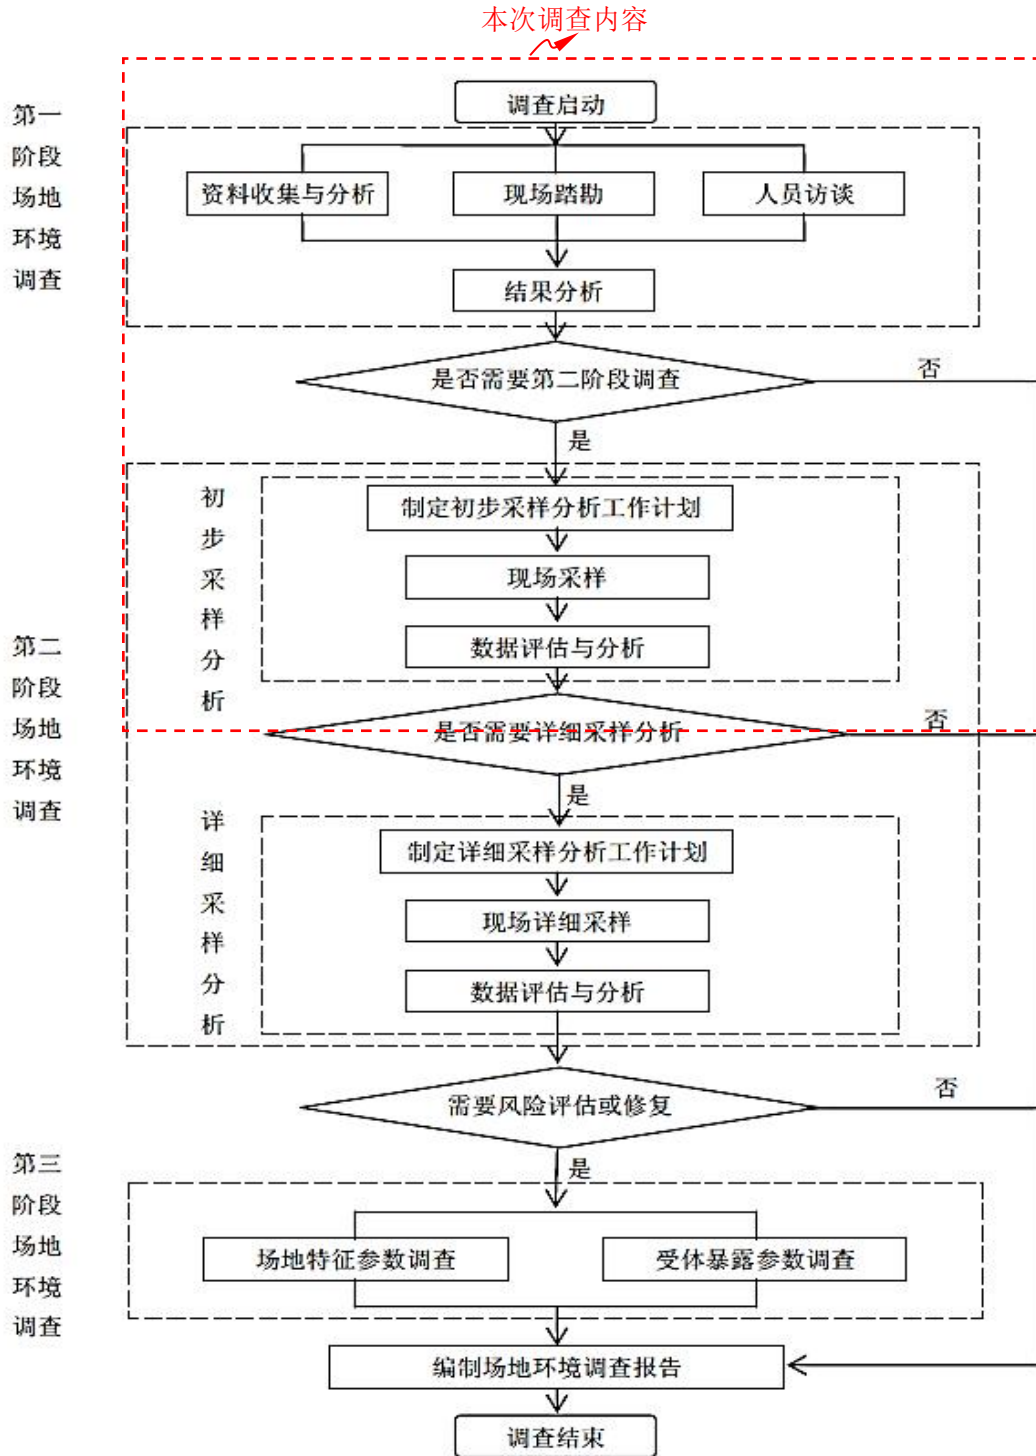 本次调查内容
调查启动
第一
阶段
场地
环境
调查
资料收集与分析
现场踏勘
人员访谈
结果分析
是否需要第二阶段调查
否
是
第二
阶段
场地
环境
调查
初
步
采
样
分
析
制定初步采样分析工作计划
现场采样
数据评估与分析
是否需要详细采样分析
否
是
详
细
采
样
分
析
制定详细采样分析工作计划
现场详细采样
数据评估与分析
需要风险评估或修复
否
是
第三
阶段
场地
环境
调查
场地特征参数调查
受体暴露参数调查
编制场地环境调查报告
调查结束